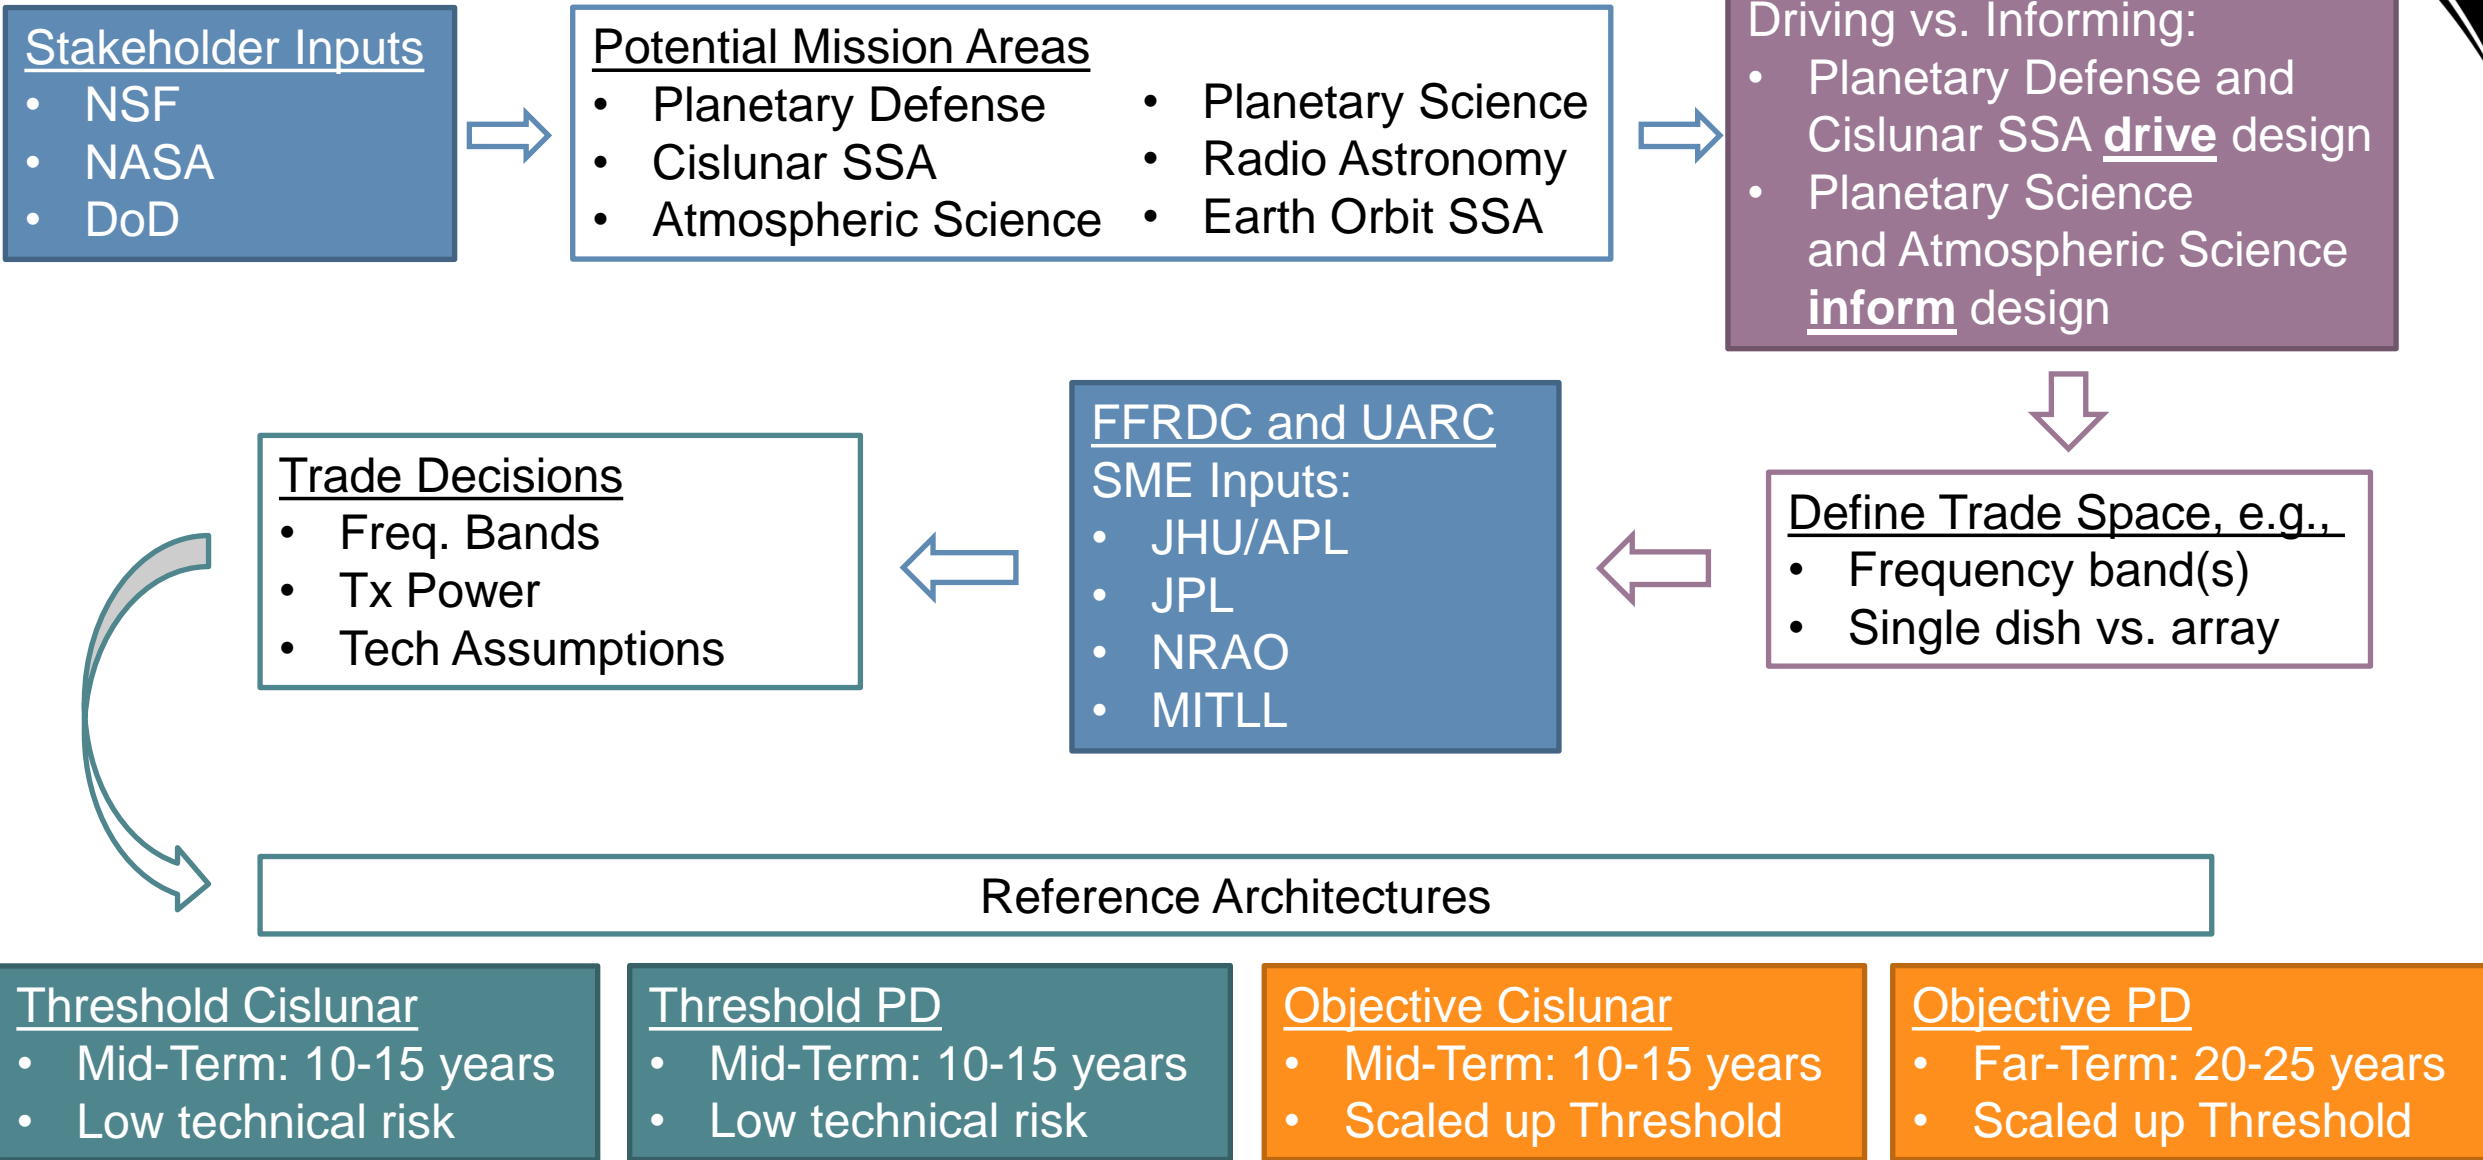 Stakeholder Inputs
• NSF
• NASA
• DoD
Potential Mission Areas
• Planetary Defense
• Cislunar SSA
• Atmospheric Science
• Planetary Science
• Radio Astronomy
• Earth Orbit SSA
Driving vs. Informing:
• Planetary Defense and
Cislunar SSA drive design
• Planetary Science
and Atmospheric Science
inform design
Define Trade Space, e.g.,
• Frequency band(s)
• Single dish vs. array
FFRDC and UARC
SME Inputs:
• JHU/APL
• JPL
• NRAO
• MITLL
Trade Decisions
• Freq. Bands
• Tx Power
• Tech Assumptions
Reference Architectures
Threshold Cislunar
• Mid-Term: 10-15 years
• Low technical risk
Threshold PD
• Mid-Term: 10-15 years
• Low technical risk
Objective Cislunar
• Mid-Term: 10-15 years
• Scaled up Threshold
Objective PD
• Far-Term: 20-25 years
• Scaled up Threshold